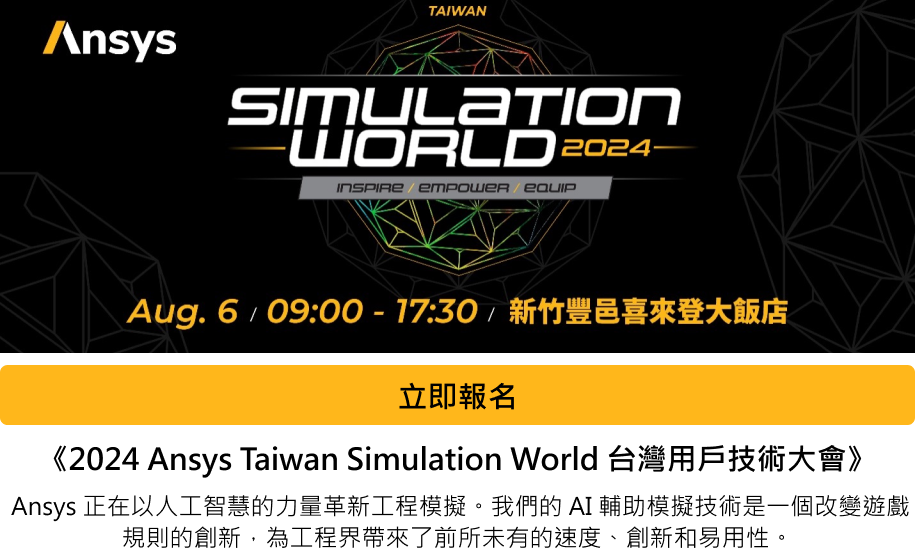 TAIWAN
Ansys
SIMULATION
WORLD 2024
INSPIRE / EMPOWER / EQUIP
Aug. 6 / 09:00 - 17:30 / 新竹豐邑喜來登大飯店
立即報名
《2024 Ansys Taiwan Simulation World 台灣用戶技術大會》
Ansys 正在以人工智慧的力量革新工程模擬。我們的 AI 輔助模擬技術是一個改變遊戲
規則的創新，為工程界帶來了前所未有的速度、創新和易用性。